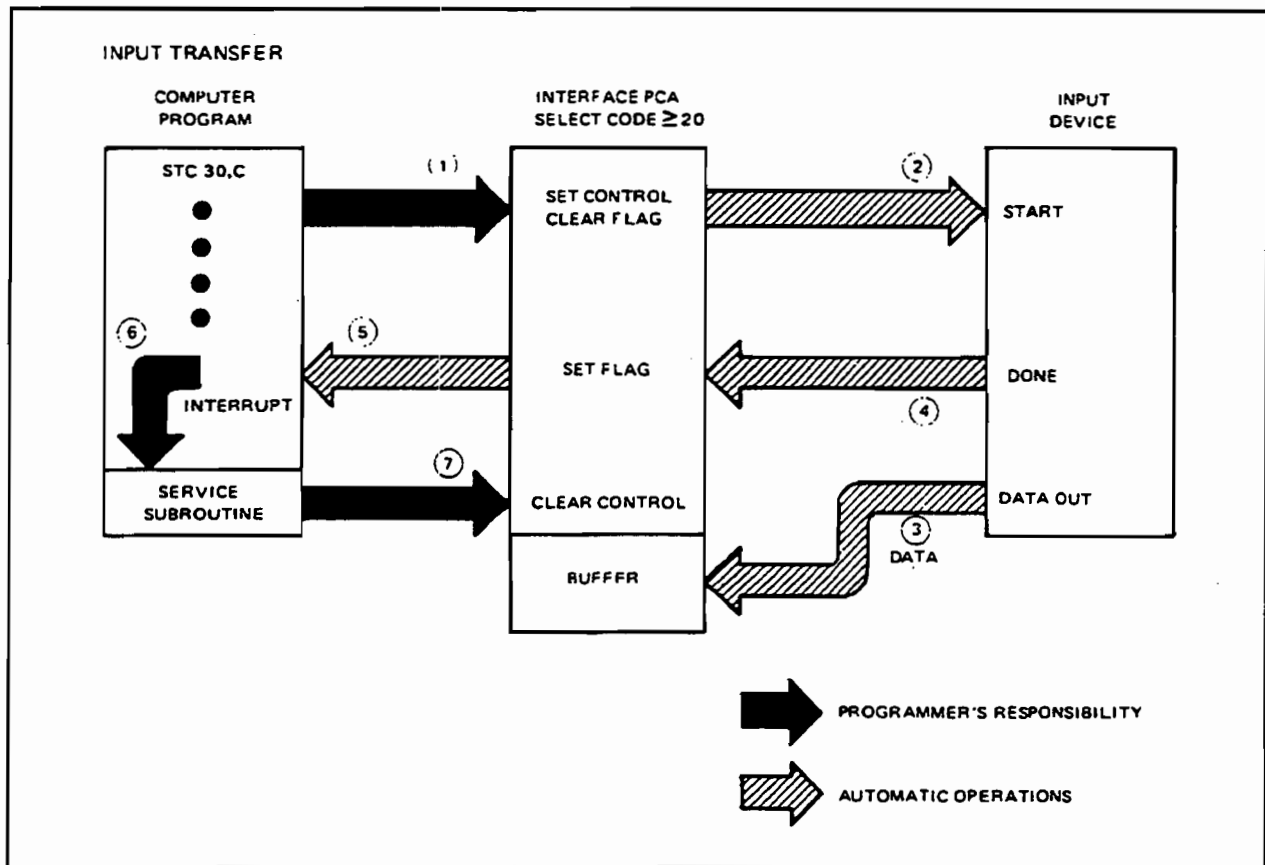 INPUT TRANSFER
COMPUTER
PROGRAM
INTERFACE PCA
SELECT CODE ≥20
INPUT
DEVICE
STC 30,C
(1)
SET CONTROL
CLEAR FLAG
2
START
6
INTERRUPT
5
SET FLAG
DONE
4
SERVICE
SUBROUTINE
7
CLEAR CONTROL
DATA OUT
3
DATA
BUFFER
PROGRAMMER'S RESPONSIBILITY
AUTOMATIC OPERATIONS